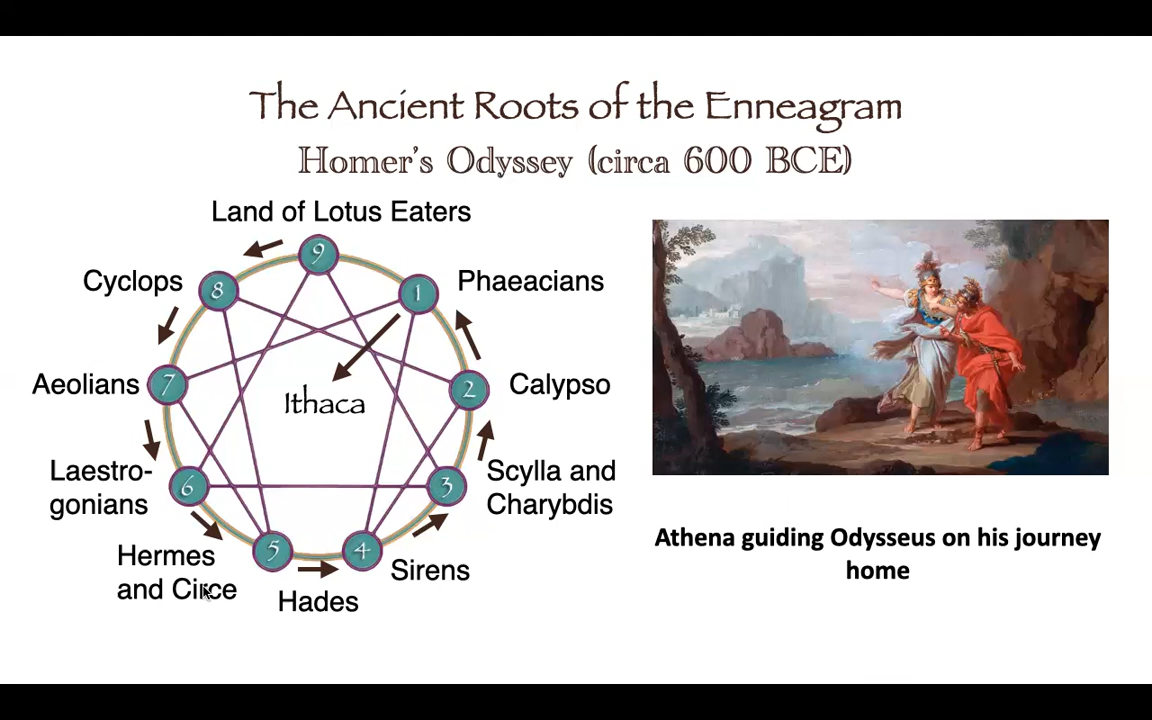 The Ancient Roots of the Enneagram
Homer's Odyssey (circa 600 BCE)
Land of Lotus Eaters
9
Cyclops
8
1
Phaeacians
Aeolians
7
Ithaca
2
Calypso
Laestro-
gonians
6
3
Scylla and
Charybdis
Hermes
and Circe
5
4
Sirens
Hades
Athena guiding Odysseus on his journey
home